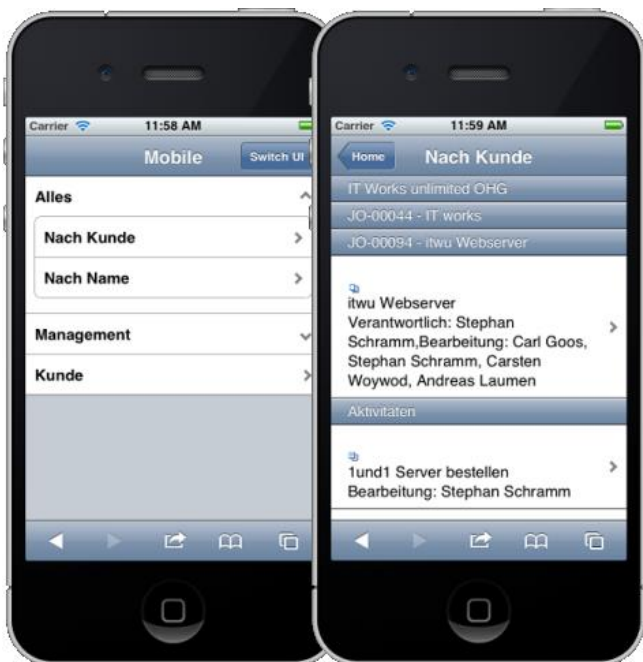 Carrier 11:58 AM
Mobile Switch UI
Alles
Nach Kunde
Nach Name
Management
Kunde
Carrier 11:59 AM
Home Nach Kunde
IT Works unlimited OHG
JO-00044 - IT works
JO-00094 - itwu Webserver
itwu Webserver
Verantwortlich: Stephan
Schramm,Bearbeitung: Carl Goos,
Stephan Schramm, Carsten
Woywod, Andreas Laumen
Aktivitäten
1und1 Server bestellen
Bearbeitung: Stephan Schramm